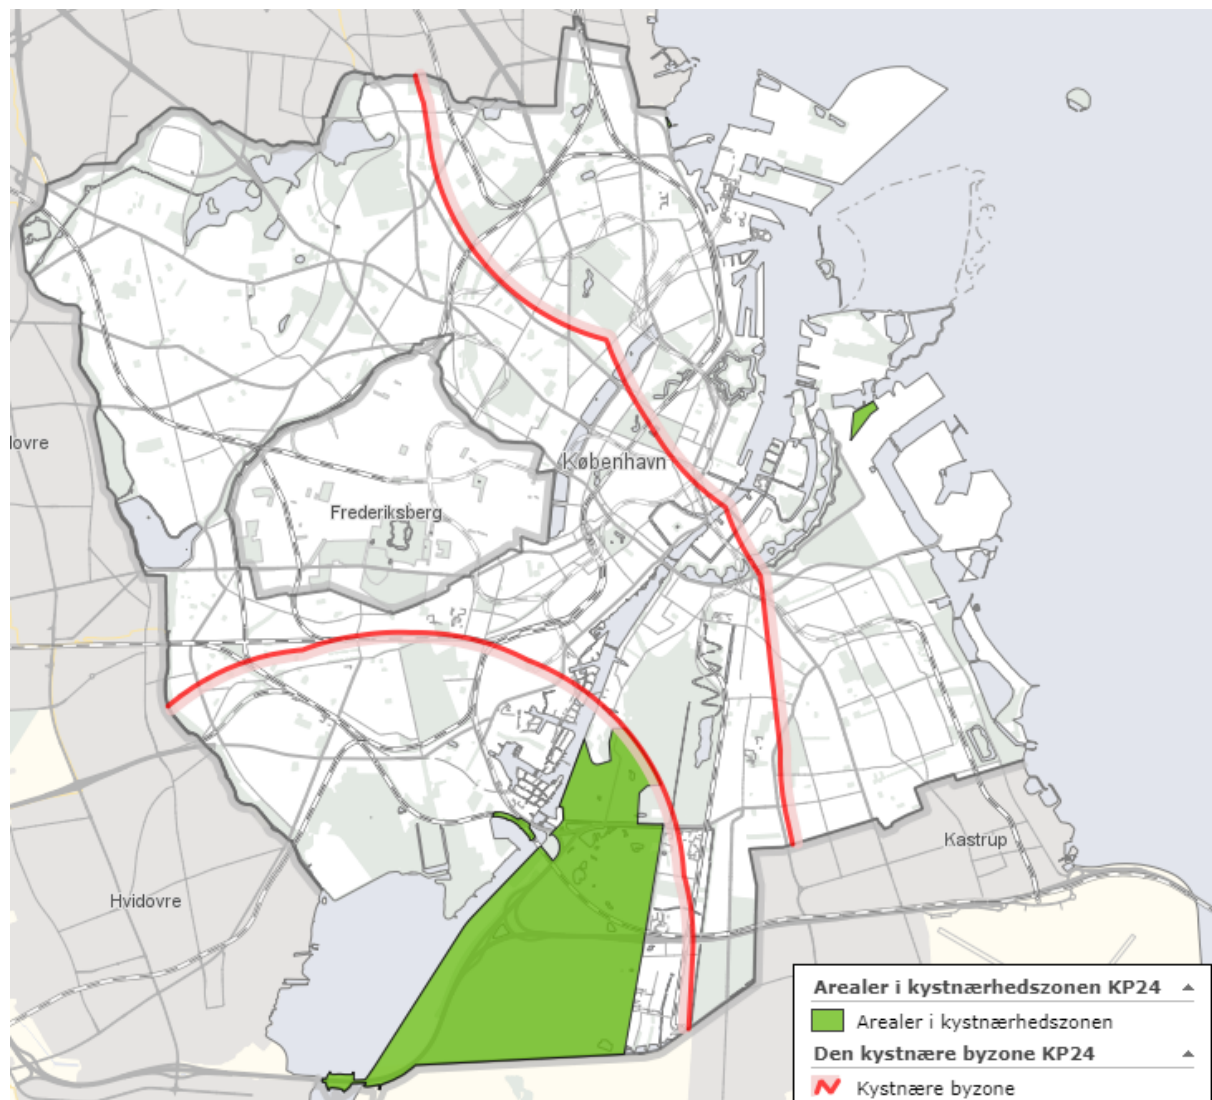 lovre
København
Frederiksberg
Kastrup
Hvidovre
Arealer i kystnærhedszonen KP24
Arealer i kystnærhedszonen
Den kystnære byzone KP24
Kystnære byzone